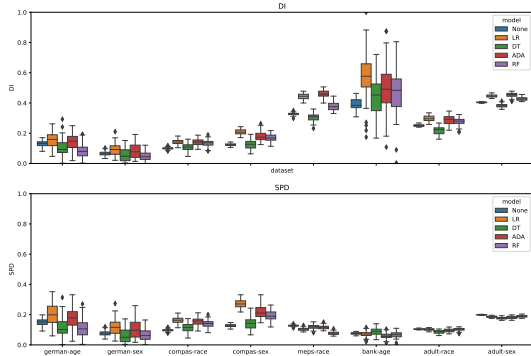 DI
1.0
0.8
0.6
0.4
0.2
0.0
DI
dataset
model
None
LR
DT
ADA
RF
SPD
1.0
0.8
0.6
0.4
0.2
0.0
SPD
model
None
LR
DT
ADA
RF
german-age
german-sex
compas-race
compas-sex
meps-race
bank-age
adult-race
adult-sex